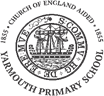 1855 • CHURCH OF ENGLAND AIDED • 1855
YARMOUTH PRIMARY SCHOOL